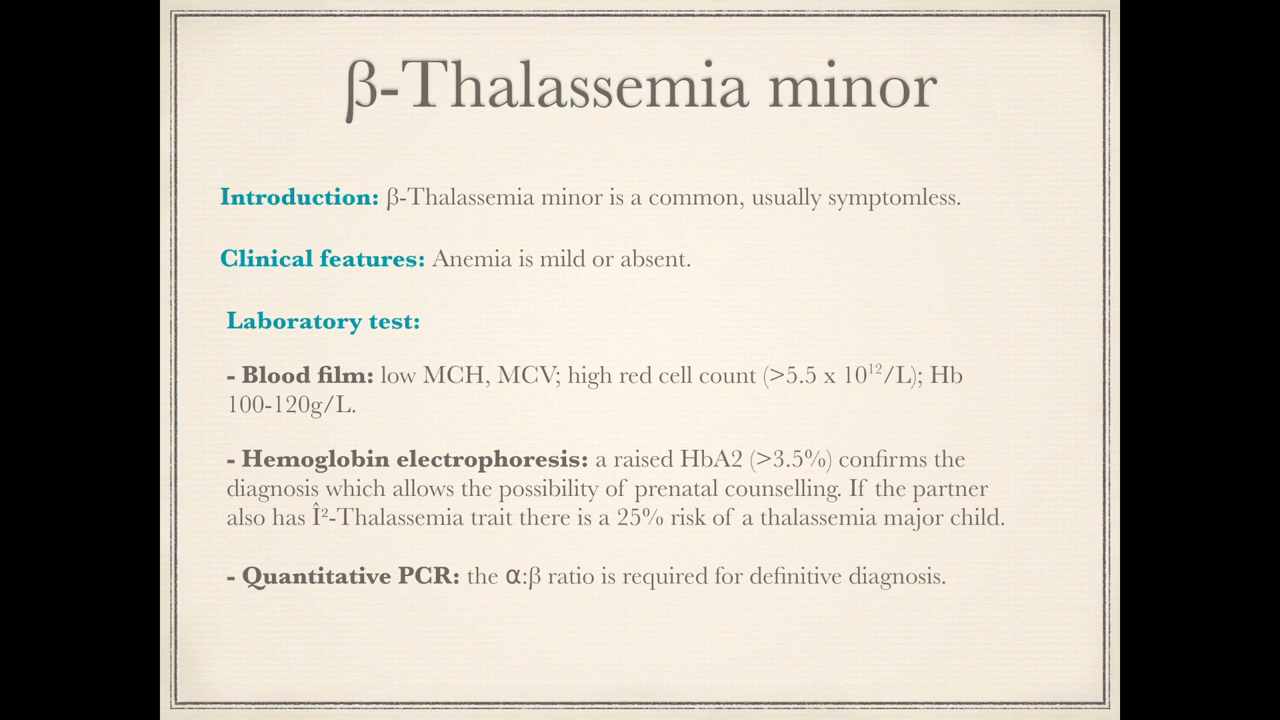 β-Thalassemia minor
Introduction: β-Thalassemia minor is a common, usually symptomless.
Clinical features: Anemia is mild or absent.
Laboratory test:
- Blood film: low MCH, MCV; high red cell count (>5.5 x 10¹²/L); Hb
100-120g/L.
- Hemoglobin electrophoresis: a raised HbA2 (>3.5%) confirms the
diagnosis which allows the possibility of prenatal counselling. If the partner
also has Î²-Thalassemia trait there is a 25% risk of a thalassemia major child.
- Quantitative PCR: the α:β ratio is required for definitive diagnosis.